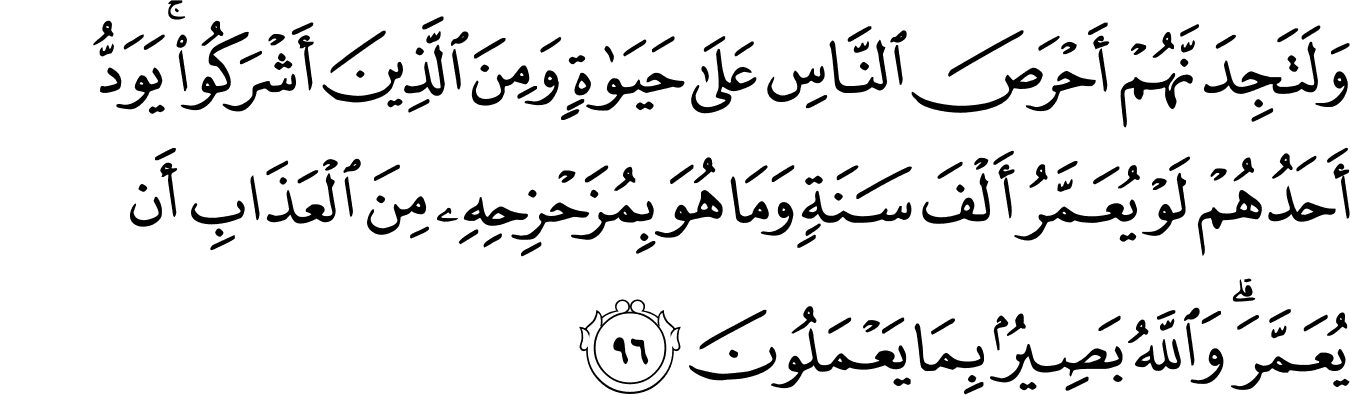 وَلَتَجِدَنَّهُمۡ أَحۡرَصَ ٱلنَّاسِ عَلَىٰ حَيَوٰةٖ وَمِنَ ٱلَّذِينَ أَشۡرَكُواْۚ يَوَدُّ
أَحَدُهُمۡ لَوۡ يُعَمَّرُ أَلۡفَ سَنَةٖ وَمَا هُوَ بِمُزَحۡزِحِهِۦ مِنَ ٱلۡعَذَابِ أَن
يُعَمَّرَۗ وَٱللَّهُ بَصِيرُۢ بِمَا يَعۡمَلُونَ ٩٦